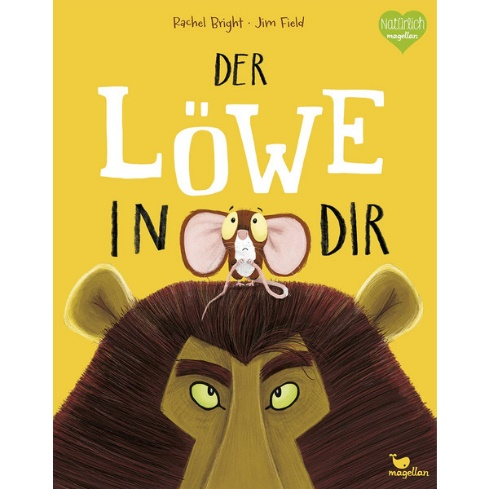 Rachel Bright · Jim Field
Natürlich
magellan
DER
LÖWE
IN DIR
magellan